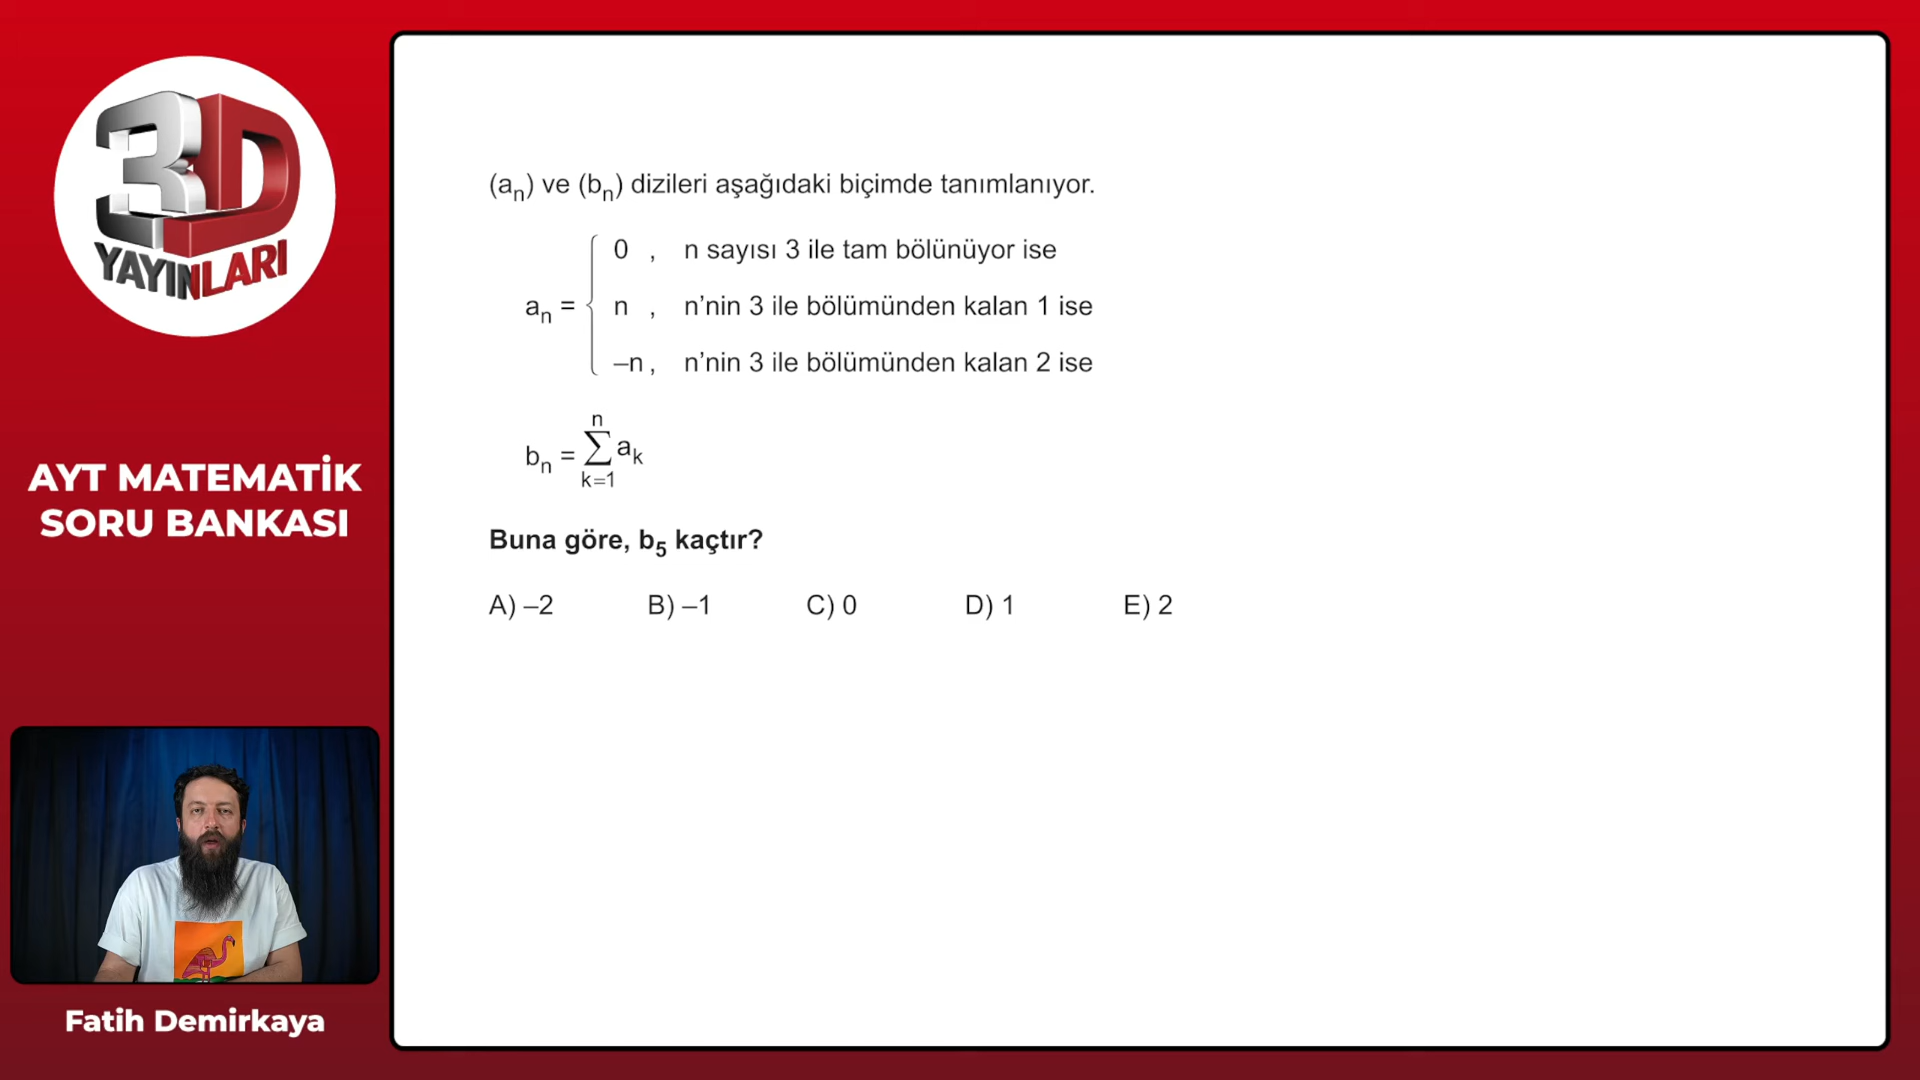 3D
YAYINLARI
AYT MATEMATİK
SORU BANKASI
Fatih Demirkaya
(aₙ) ve (bₙ) dizileri aşağıdaki biçimde tanımlanıyor.
0 , n sayısı 3 ile tam bölünüyor ise
aₙ = { n , n’nin 3 ile bölümünden kalan 1 ise
–n , n’nin 3 ile bölümünden kalan 2 ise
n
bₙ = ∑ aₖ
k=1
Buna göre, b₅ kaçtır?
A) –2 B) –1 C) 0 D) 1 E) 2